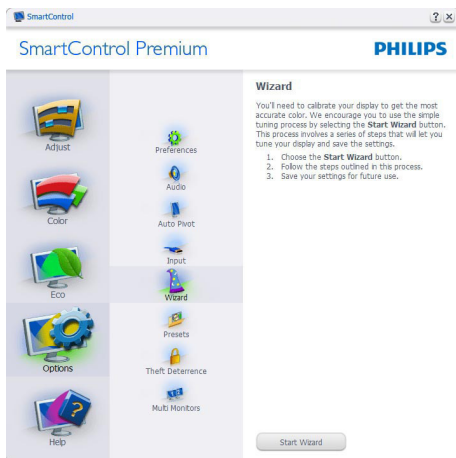 SmartControl
? X
SmartControl Premium
PHILIPS
Adjust
Color
Eco
Options
Help
Preferences
Audio
Auto Pivot
Input
Wizard
Presets
Theft Deterrence
Multi Monitors
Wizard
You'll need to calibrate your display to get the most
accurate color. We encourage you to use the simple
tuning process by selecting the Start Wizard button.
This process involves a series of steps that will let you
tune your display and save the settings.
1. Choose the Start Wizard button.
2. Follow the steps outlined in this process.
3. Save your settings for future use.
Start Wizard